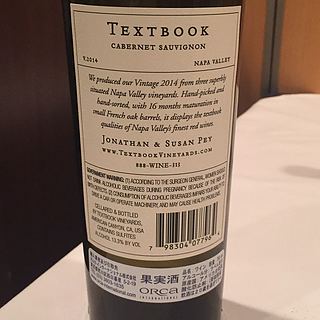 TEXTBOOK
CABERNET SAUVIGNON
V.2014 NAPA VALLEY
We produced our Vintage 2014 from three superbly
situated Napa Valley vineyards. Hand-picked and
hand-sorted, with 16 months maturation in
small French oak barrels, it displays the textbook
qualities of Napa Valley's finest red wines.
JONATHAN & SUSAN PEY
WWW.TEXTBOOKVINEYARDS.COM
888-WINE-111
GOVERNMENT WARNING: (1) ACCORDING TO THE SURGEON GENERAL, WOMEN SHOULD
NOT DRINK ALCOHOLIC BEVERAGES DURING PREGNANCY BECAUSE OF THE RISK OF
BIRTH DEFECTS. (2) CONSUMPTION OF ALCOHOLIC BEVERAGES IMPAIRS YOUR ABILITY TO
DRIVE A CAR OR OPERATE MACHINERY, AND MAY CAUSE HEALTH PROBLEMS.
CELLARED & BOTTLED
BY TEXTBOOK VINEYARDS,
AMERICAN CANYON, CA, USA
CONTAINS SULFITES
ALCOHOL 13.3% BY VOL
7 98304 07796
果実酒
ORCA
INTERNATIONAL